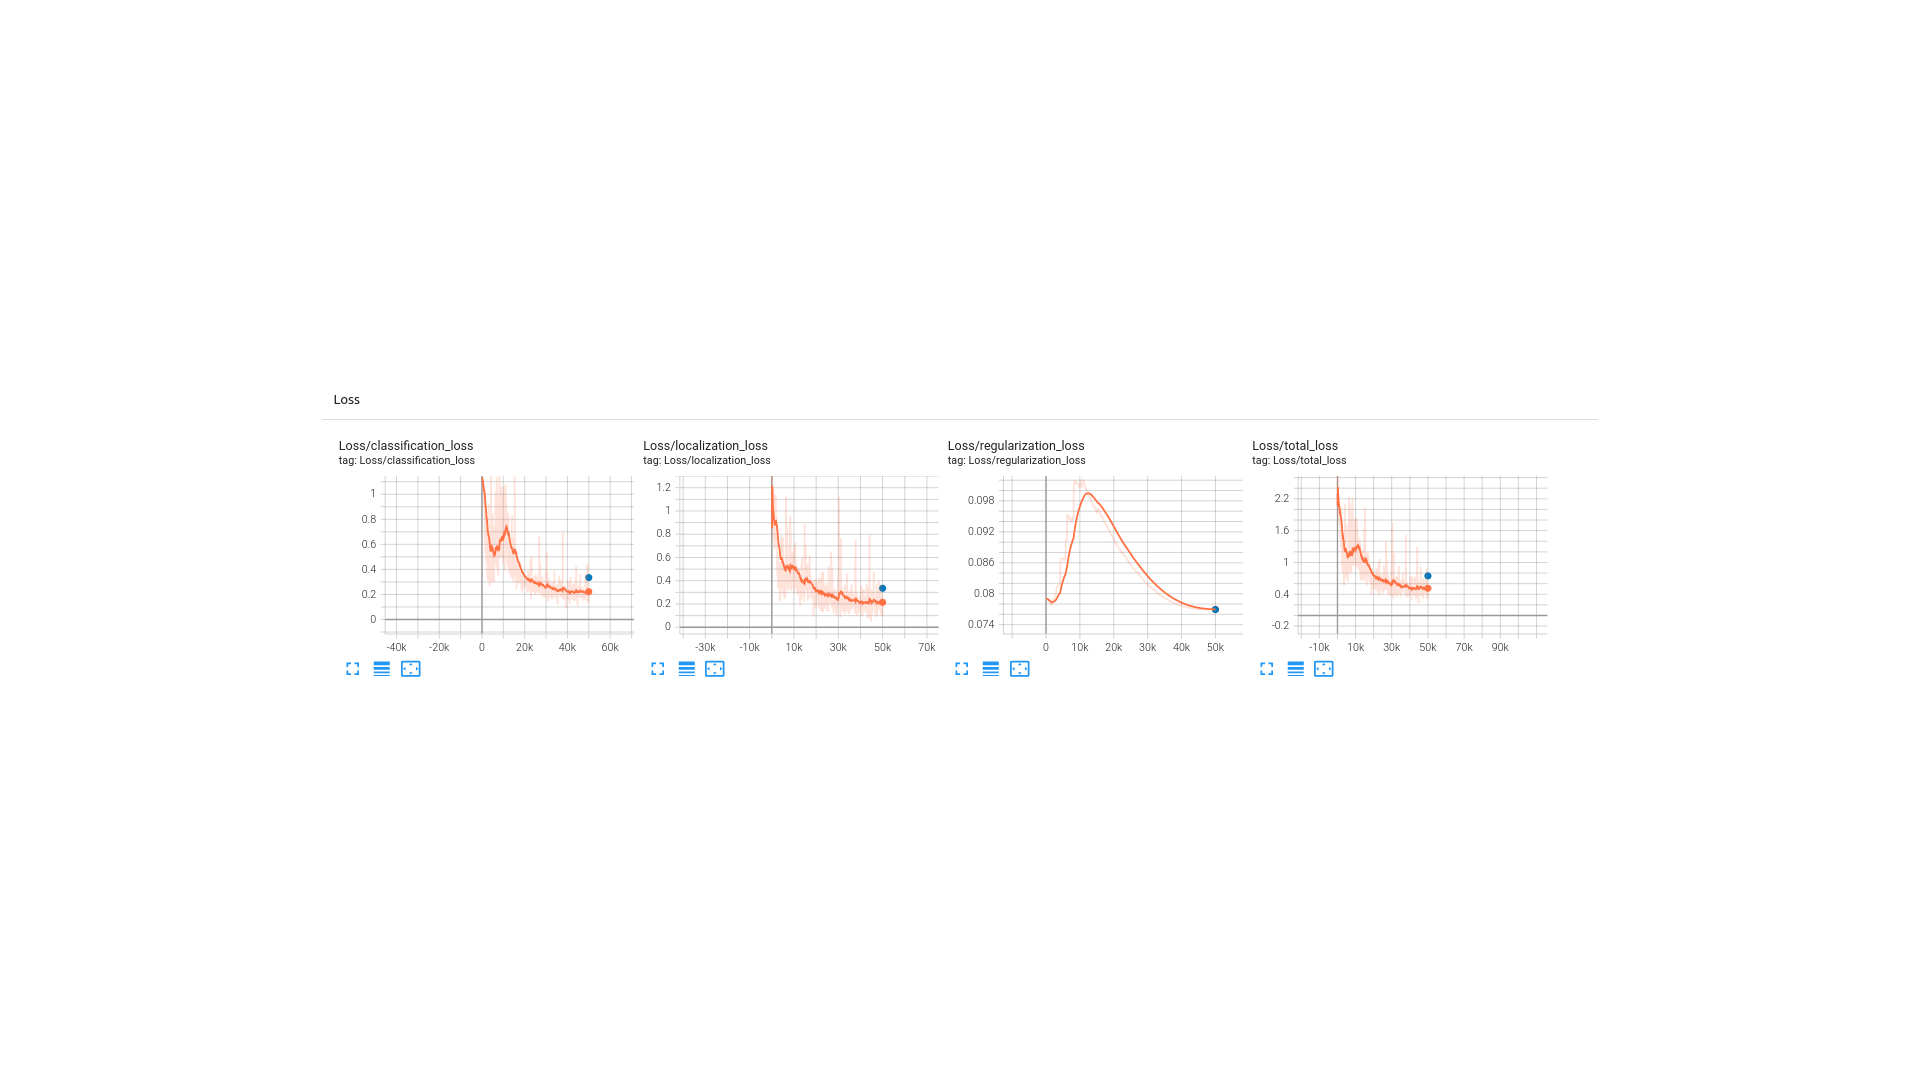 Loss
Loss/classification_loss
tag: Loss/classification_loss
1
0.8
0.6
0.4
0.2
0
-40k -20k 0 20k 40k 60k
Loss/localization_loss
tag: Loss/localization_loss
1.2
1
0.8
0.6
0.4
0.2
0
-30k -10k 10k 30k 50k 70k
Loss/regularization_loss
tag: Loss/regularization_loss
0.098
0.092
0.086
0.08
0.074
0 10k 20k 30k 40k 50k
Loss/total_loss
tag: Loss/total_loss
2.2
1.6
1
0.4
-0.2
-10k 10k 30k 50k 70k 90k